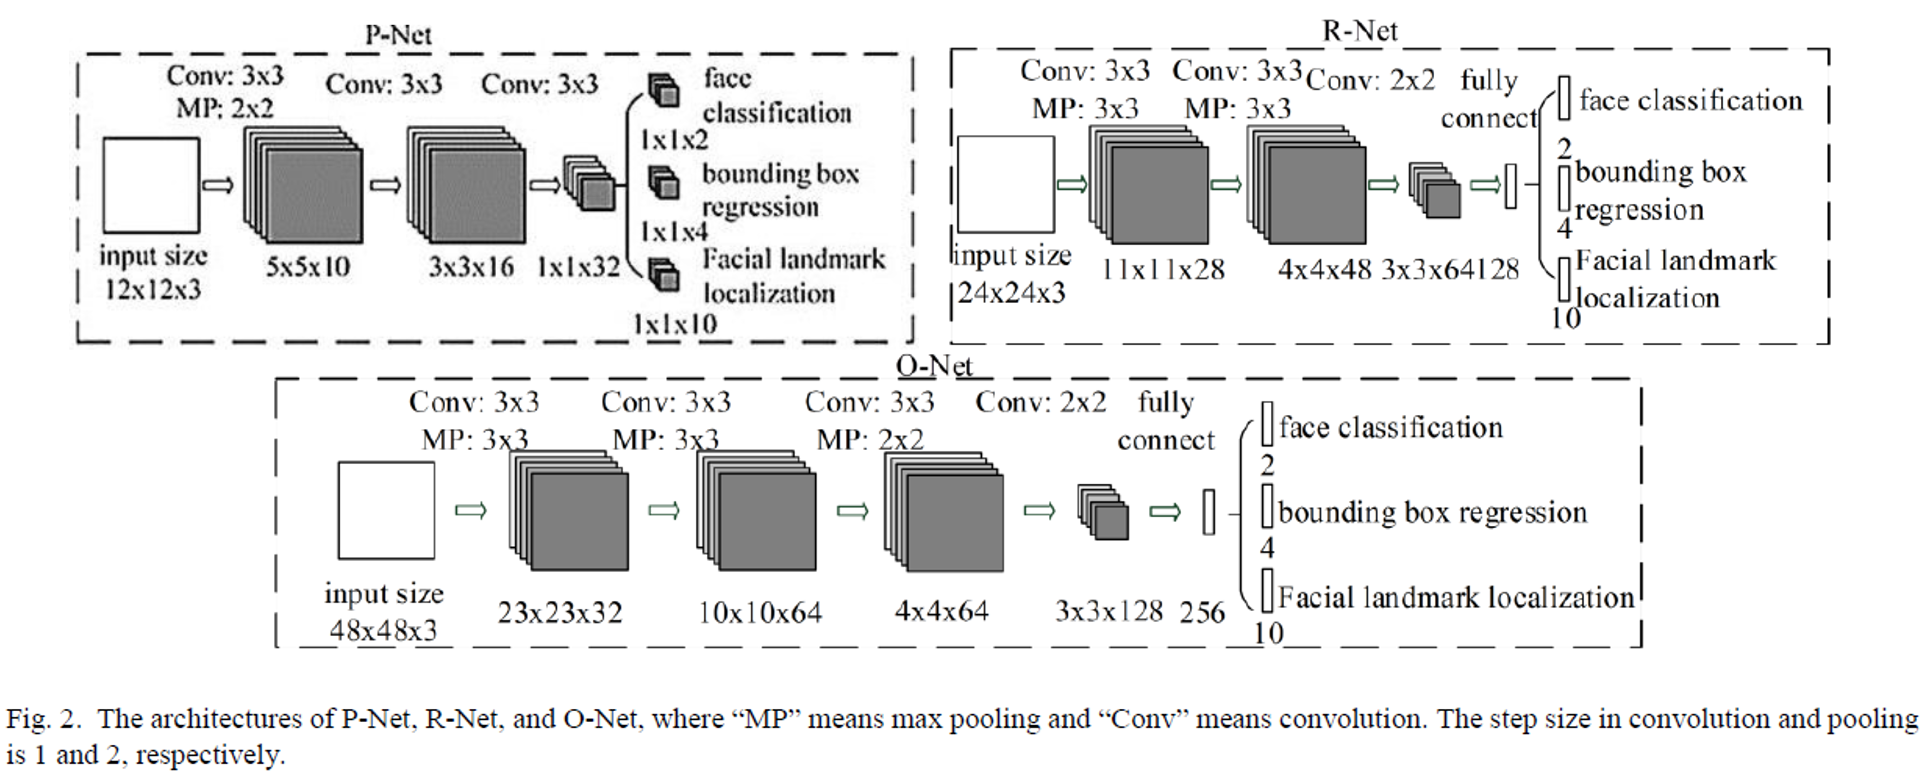 P-Net
Conv: 3x3
MP: 2x2
Conv: 3x3
Conv: 3x3
face
classification
1x1x2
bounding box
regression
1x1x4
Facial landmark
localization
1x1x10
input size
12x12x3
5x5x10
3x3x16
1x1x32
R-Net
Conv: 3x3
MP: 3x3
Conv: 3x3
MP: 3x3
Conv: 2x2
fully
connect
face classification
2
bounding box
regression
4
Facial landmark
localization
10
input size
24x24x3
11x11x28
4x4x48
3x3x64
128
O-Net
Conv: 3x3
MP: 3x3
Conv: 3x3
MP: 3x3
Conv: 3x3
MP: 2x2
Conv: 2x2
fully
connect
face classification
2
bounding box regression
4
Facial landmark localization
10
input size
48x48x3
23x23x32
10x10x64
4x4x64
3x3x128
256
Fig. 2. The architectures of P-Net, R-Net, and O-Net, where “MP” means max pooling and “Conv” means convolution. The step size in convolution and pooling
is 1 and 2, respectively.